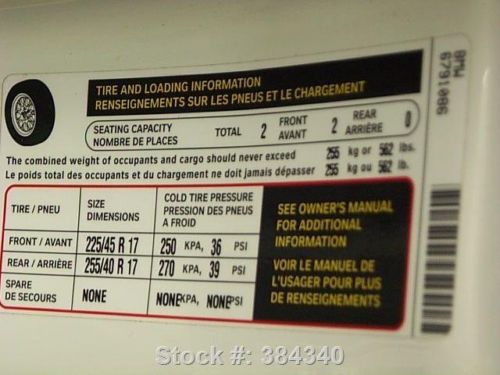 TIRE AND LOADING INFORMATION
RENSEIGNEMENTS SUR LES PNEUS ET LE CHARGEMENT
SEATING CAPACITY
NOMBRE DE PLACES
TOTAL 2 FRONT AVANT 2 REAR ARRIÈRE 0
The combined weight of occupants and cargo should never exceed 255 kg or 562 lbs.
Le poids total des occupants et du chargement ne doit jamais dépasser 255 kg ou 562 lb.
TIRE / PNEU
SIZE
DIMENSIONS
COLD TIRE PRESSURE
PRESSION DES PNEUS
A FROID
FRONT / AVANT 225/45 R 17 250 KPA, 36 PSI
REAR / ARRIÈRE 255/40 R 17 270 KPA, 39 PSI
SPARE
DE SECOURS
NONE NONE KPA, NONE PSI
SEE OWNER'S MANUAL
FOR ADDITIONAL
INFORMATION
VOIR LE MANUEL DE
L'USAGER POUR PLUS
DE RENSEIGNEMENTS
BMW 6791086
Stock #: 384340